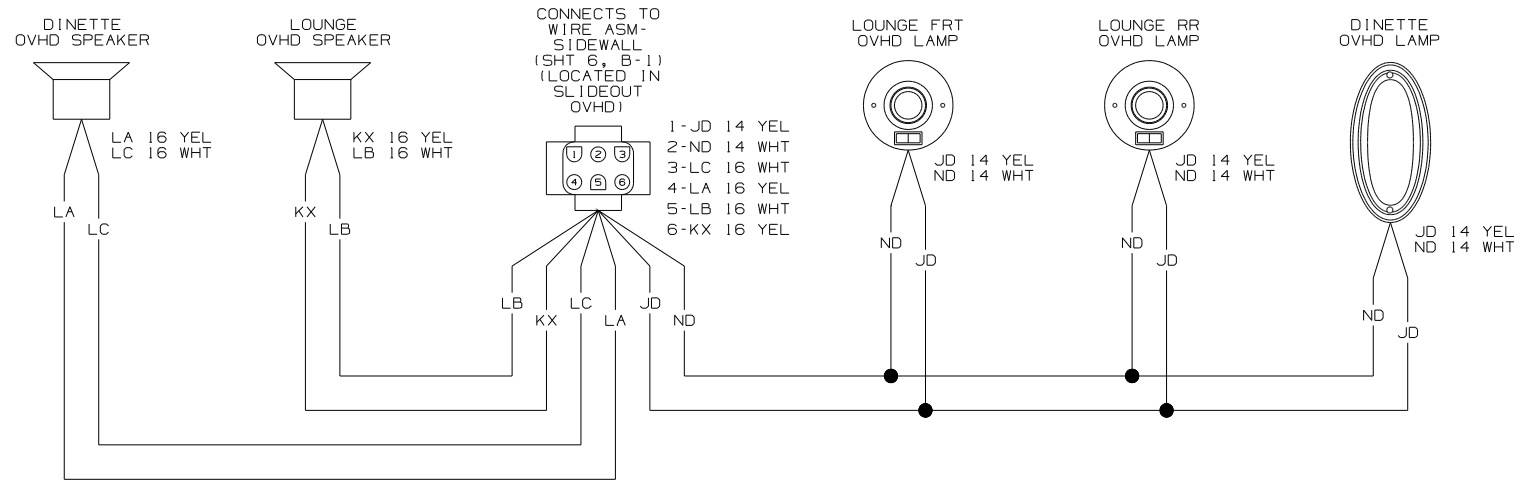 DINETTE
OVHD SPEAKER
LA 16 YEL
LC 16 WHT
LA
LC
LOUNGE
OVHD SPEAKER
KX 16 YEL
LB 16 WHT
KX
LB
CONNECTS TO
WIRE ASM-
SIDEWALL
(SHT 6, B-1)
(LOCATED IN
SLIDEOUT
OVHD)
1 2 3
4 5 6
1-JD 14 YEL
2-ND 14 WHT
3-LC 16 WHT
4-LA 16 YEL
5-LB 16 WHT
6-KX 16 YEL
LB
KX
LC
LA
JD
ND
LOUNGE FRT
OVHD LAMP
JD 14 YEL
ND 14 WHT
ND
JD
LOUNGE RR
OVHD LAMP
JD 14 YEL
ND 14 WHT
ND
JD
DINETTE
OVHD LAMP
JD 14 YEL
ND 14 WHT
ND
JD